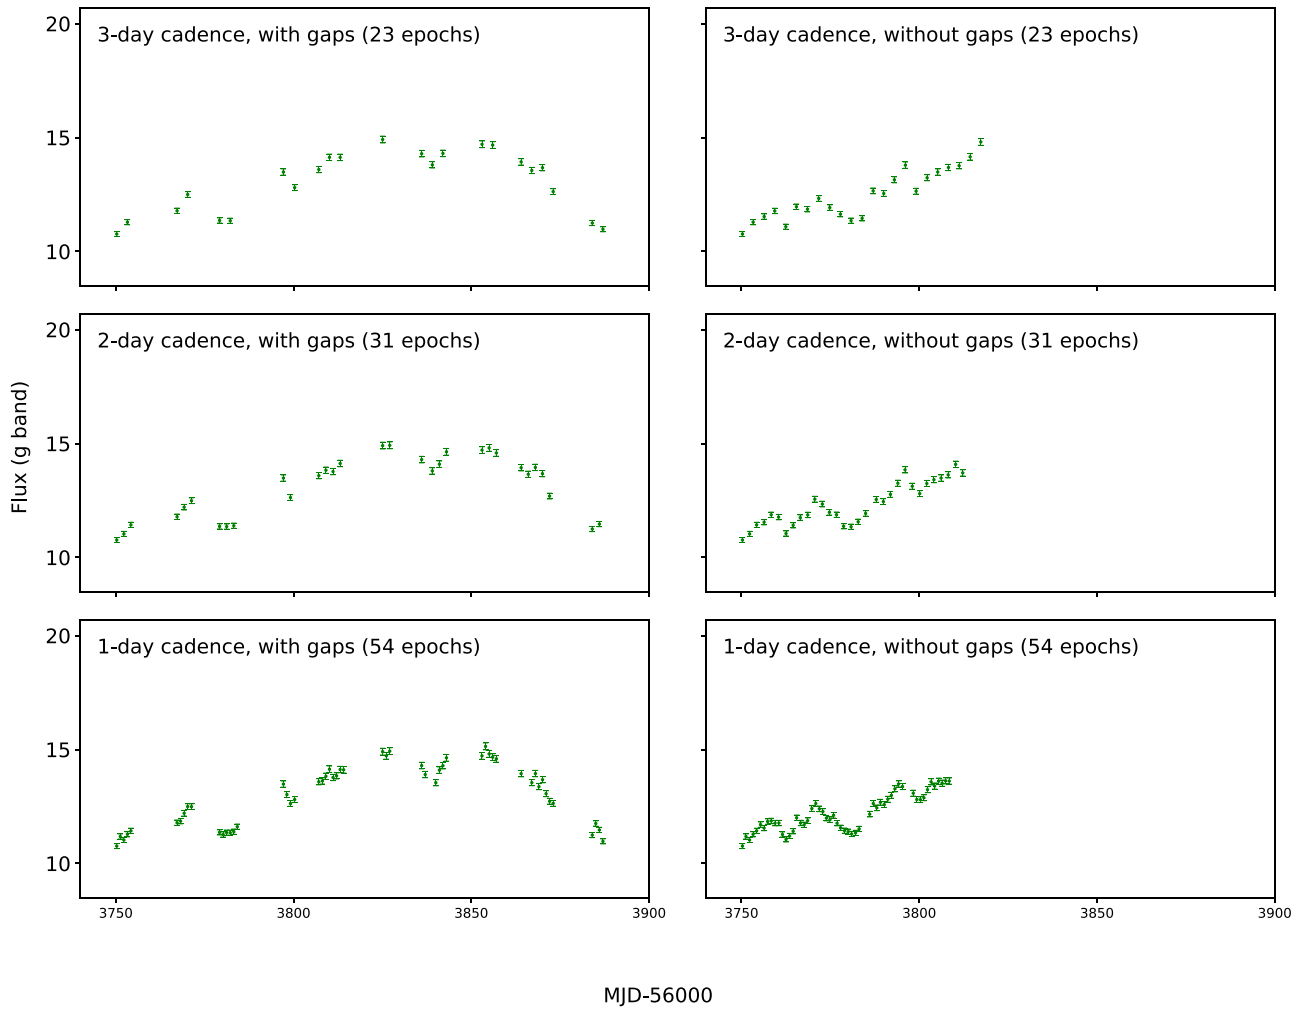 3-day cadence, with gaps (23 epochs)
3-day cadence, without gaps (23 epochs)
20
15
10
2-day cadence, with gaps (31 epochs)
2-day cadence, without gaps (31 epochs)
20
15
10
Flux (g band)
1-day cadence, with gaps (54 epochs)
1-day cadence, without gaps (54 epochs)
20
15
10
3750 3800 3850 3900
3750 3800 3850 3900
MJD-56000